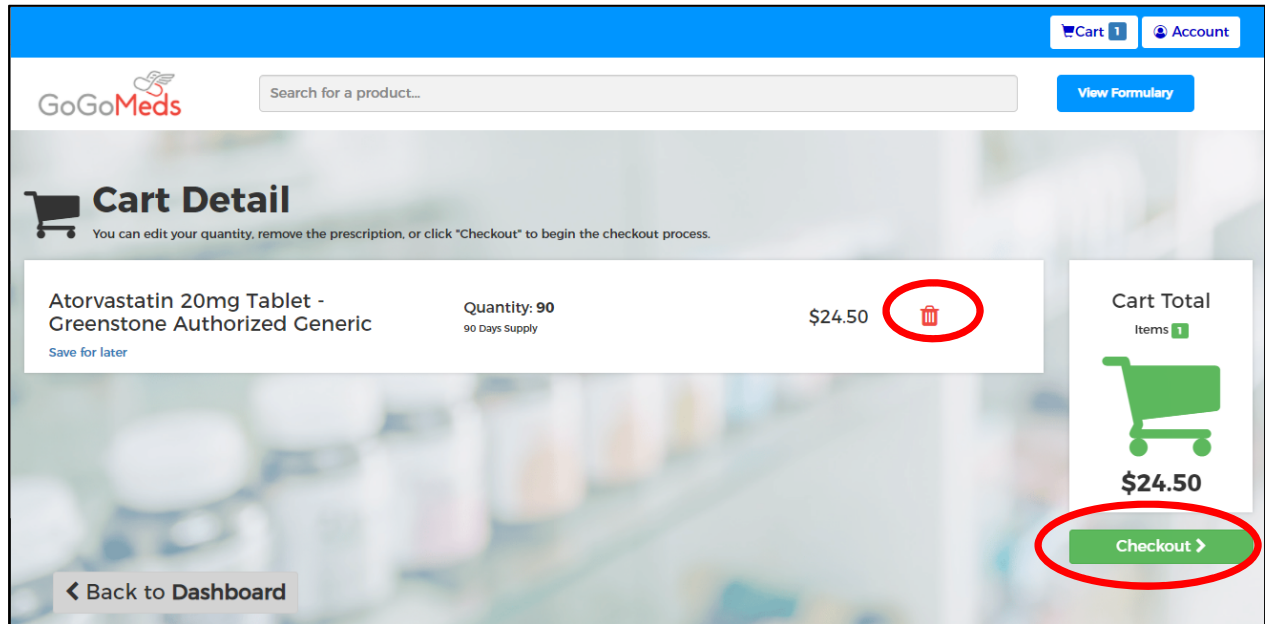 Cart 1
Account
GoGoMeds
Search for a product...
View Formulary
Cart Detail
You can edit your quantity, remove the prescription, or click "Checkout" to begin the checkout process.
Atorvastatin 20mg Tablet -
Greenstone Authorized Generic
Save for later
Quantity: 90
90 Days Supply
$24.50
Cart Total
Items 1
$24.50
Checkout
Back to Dashboard